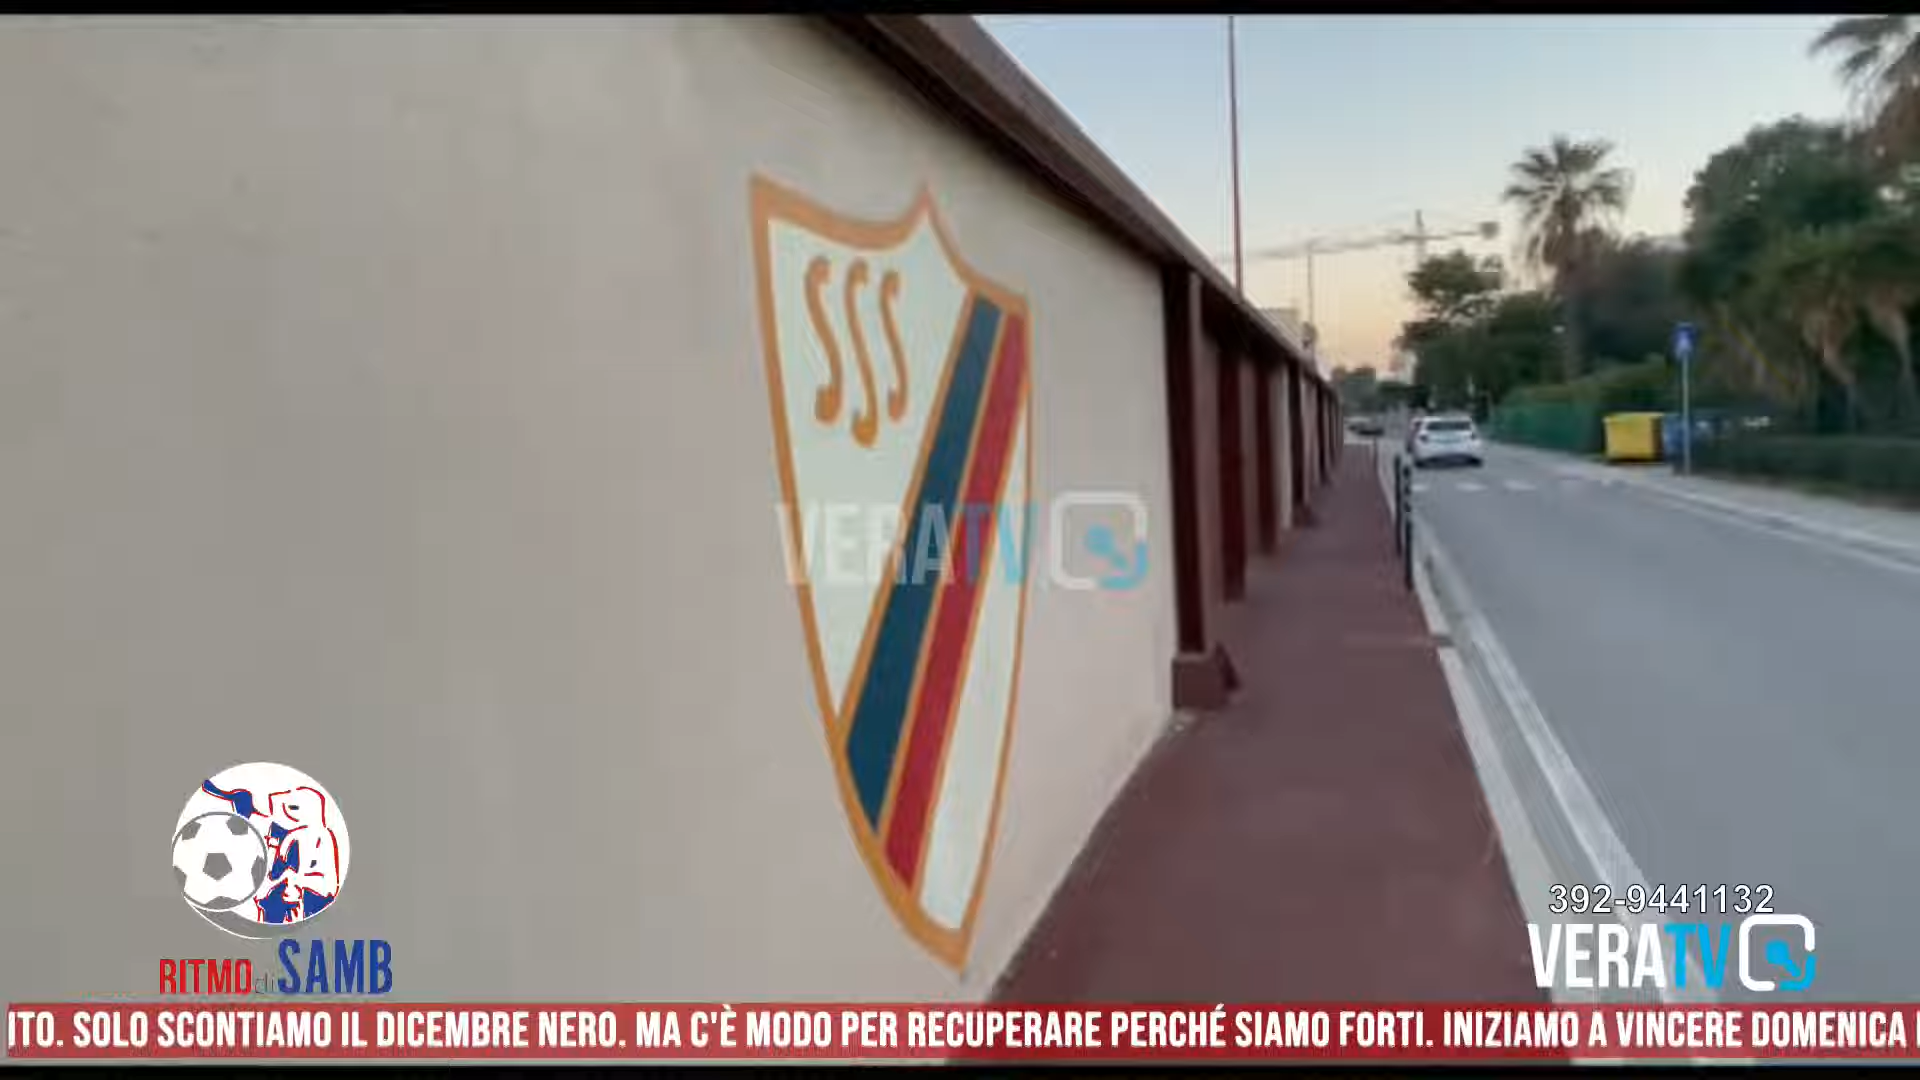 SSS
VERATV
392-9441132
VERATV
RITMO di SAMB
ITO. SOLO SCONTIAMO IL DICEMBRE NERO. MA C'È MODO PER RECUPERARE PERCHÉ SIAMO FORTI. INIZIAMO A VINCERE DOMENICA